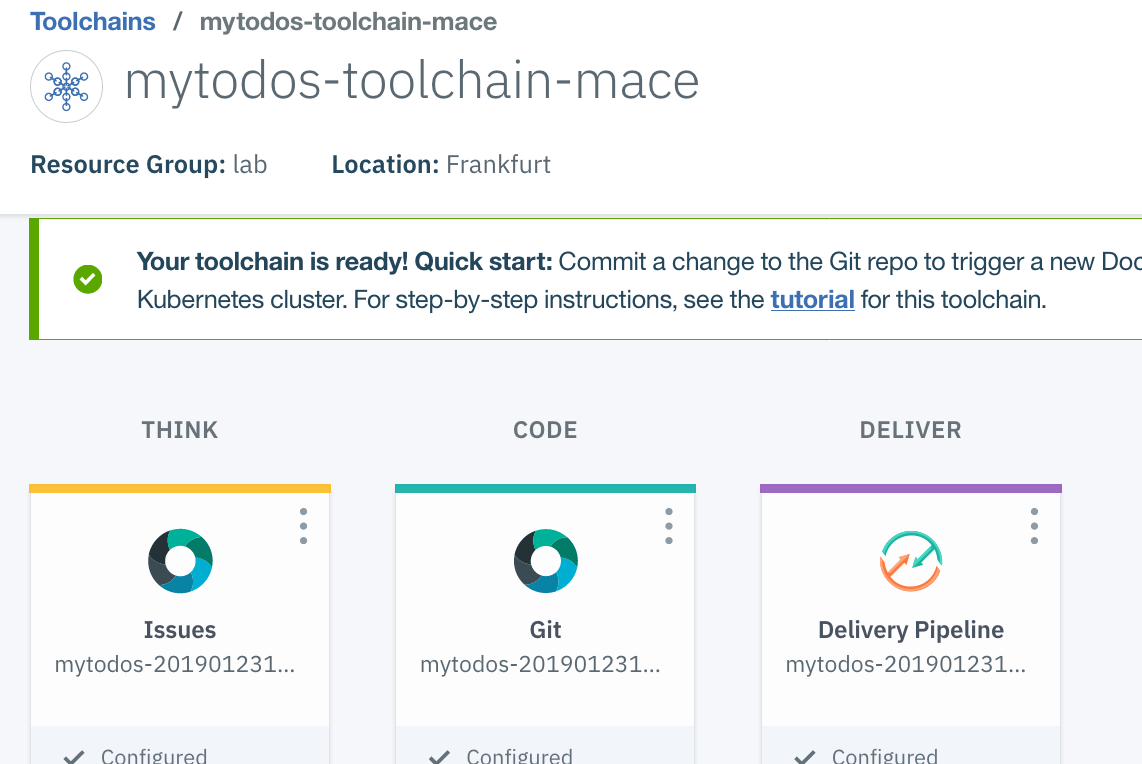 Toolchains / mytodos-toolchain-mace
mytodos-toolchain-mace
Resource Group: lab Location: Frankfurt
Your toolchain is ready! Quick start: Commit a change to the Git repo to trigger a new Doc
Kubernetes cluster. For step-by-step instructions, see the tutorial for this toolchain.
THINK CODE DELIVER
Issues Git Delivery Pipeline
mytodos-201901231... mytodos-201901231... mytodos-201901231...
Configured Configured Configured